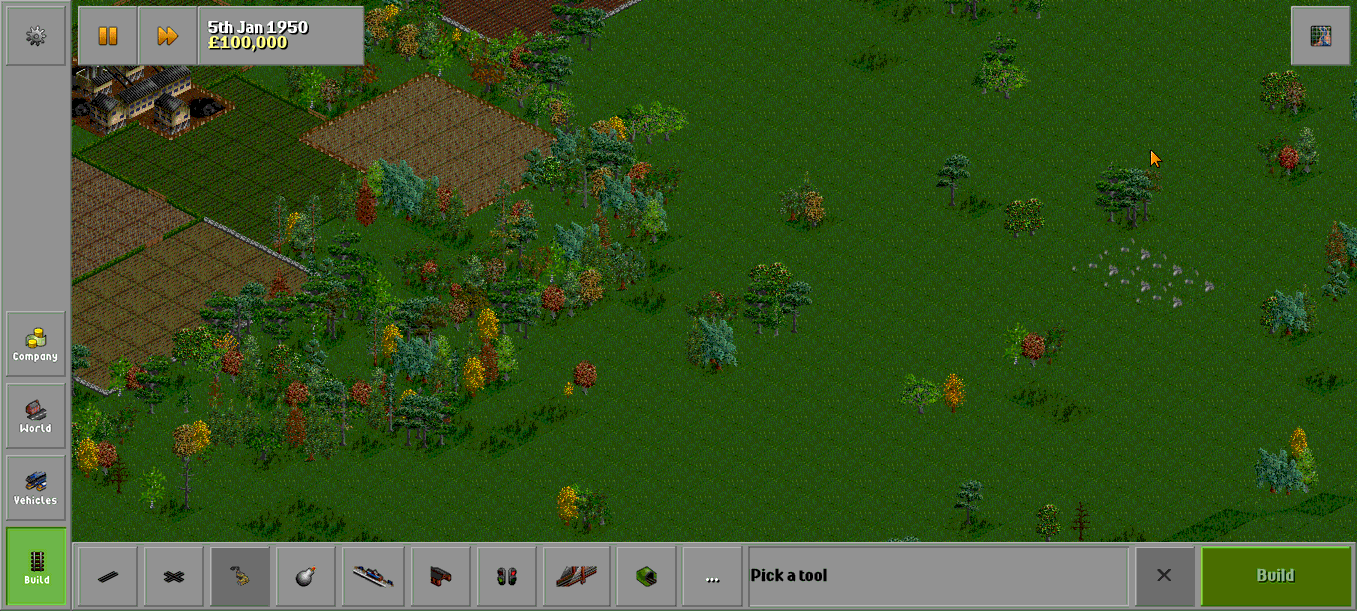 5th Jan 1950
£100,000
Company
World
Vehicles
Build
...
Pick a tool
Build